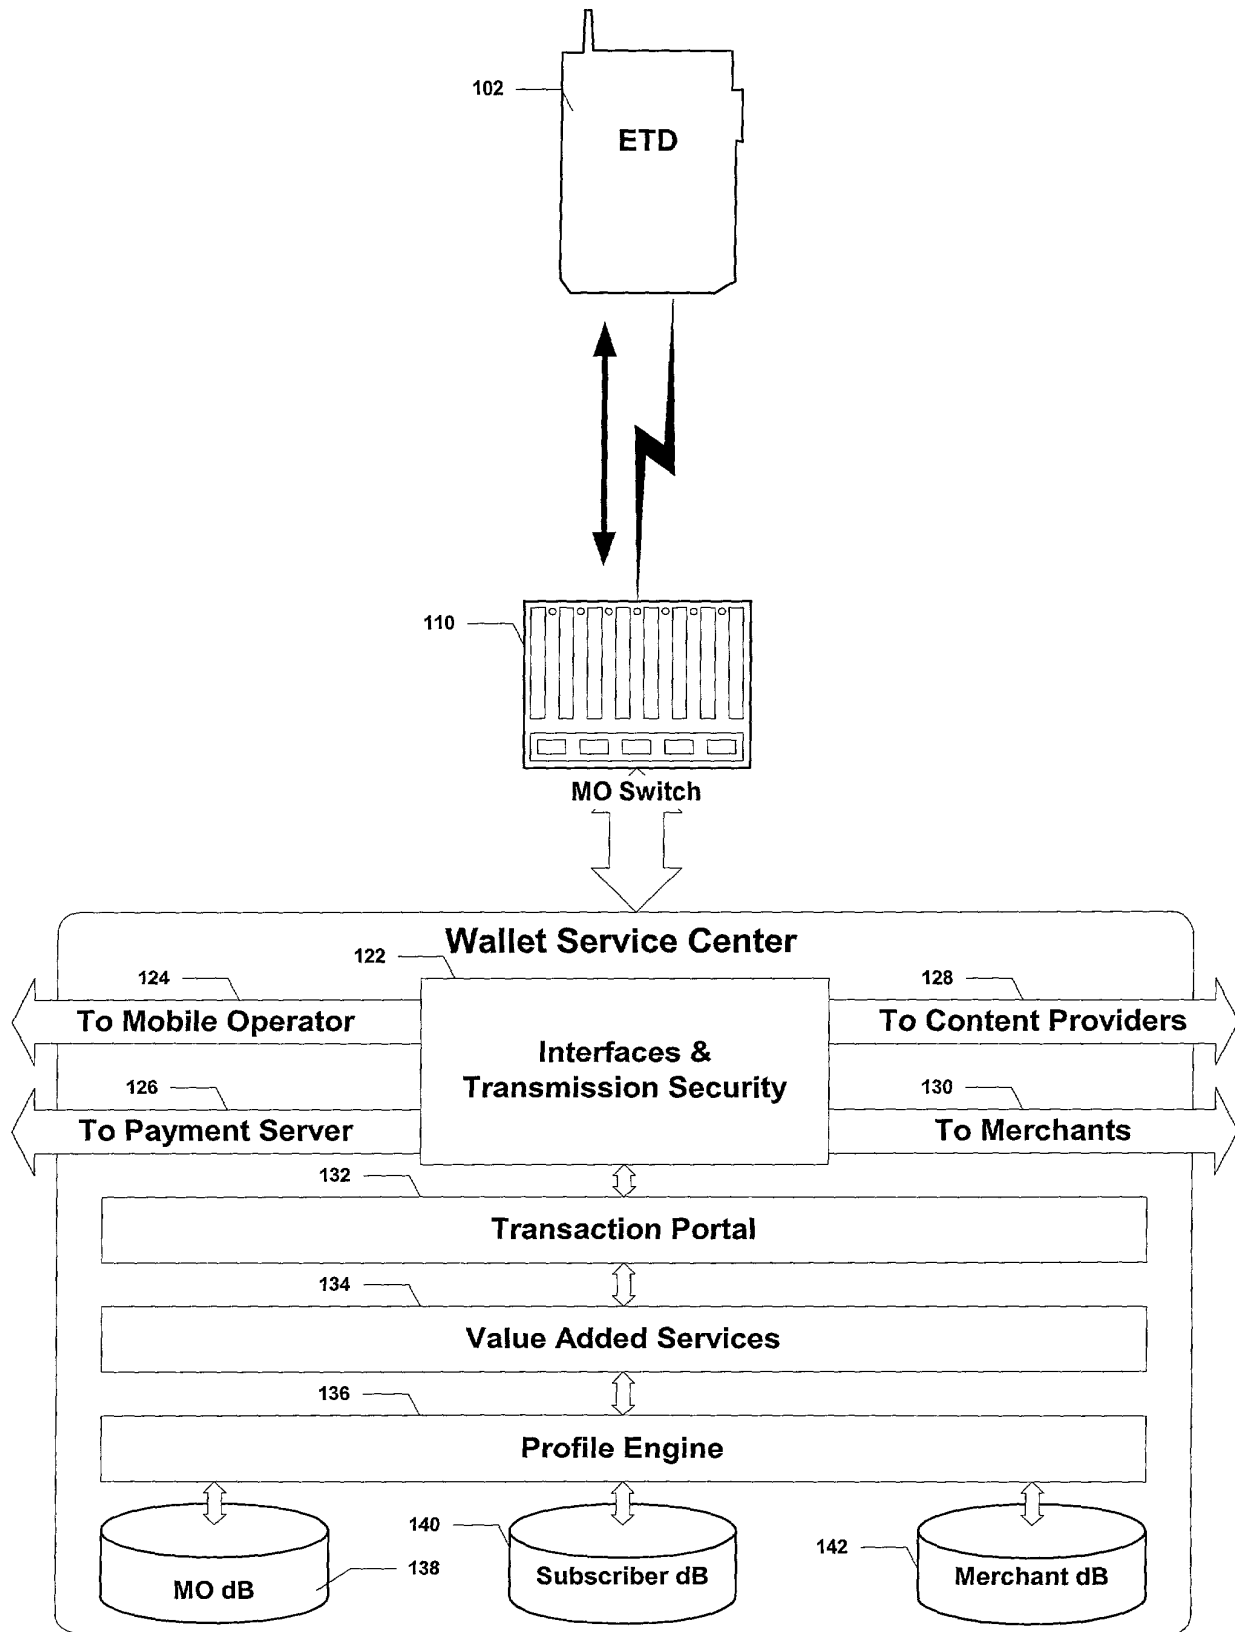 102
ETD
110
MO Switch
Wallet Service Center
122
124
128
To Mobile Operator
To Content Providers
Interfaces &
Transmission Security
126
130
To Payment Server
To Merchants
132
Transaction Portal
134
Value Added Services
136
Profile Engine
140
142
138
MO dB
Subscriber dB
Merchant dB